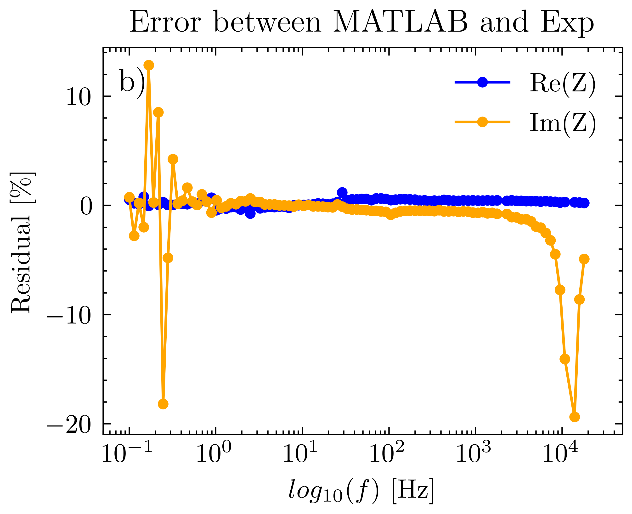 Error between MATLAB and Exp
b)
Re(Z)
Im(Z)
10
0
−10
−20
Residual [%]
10⁻¹ 10⁰ 10¹ 10² 10³ 10⁴
log₁₀(f) [Hz]